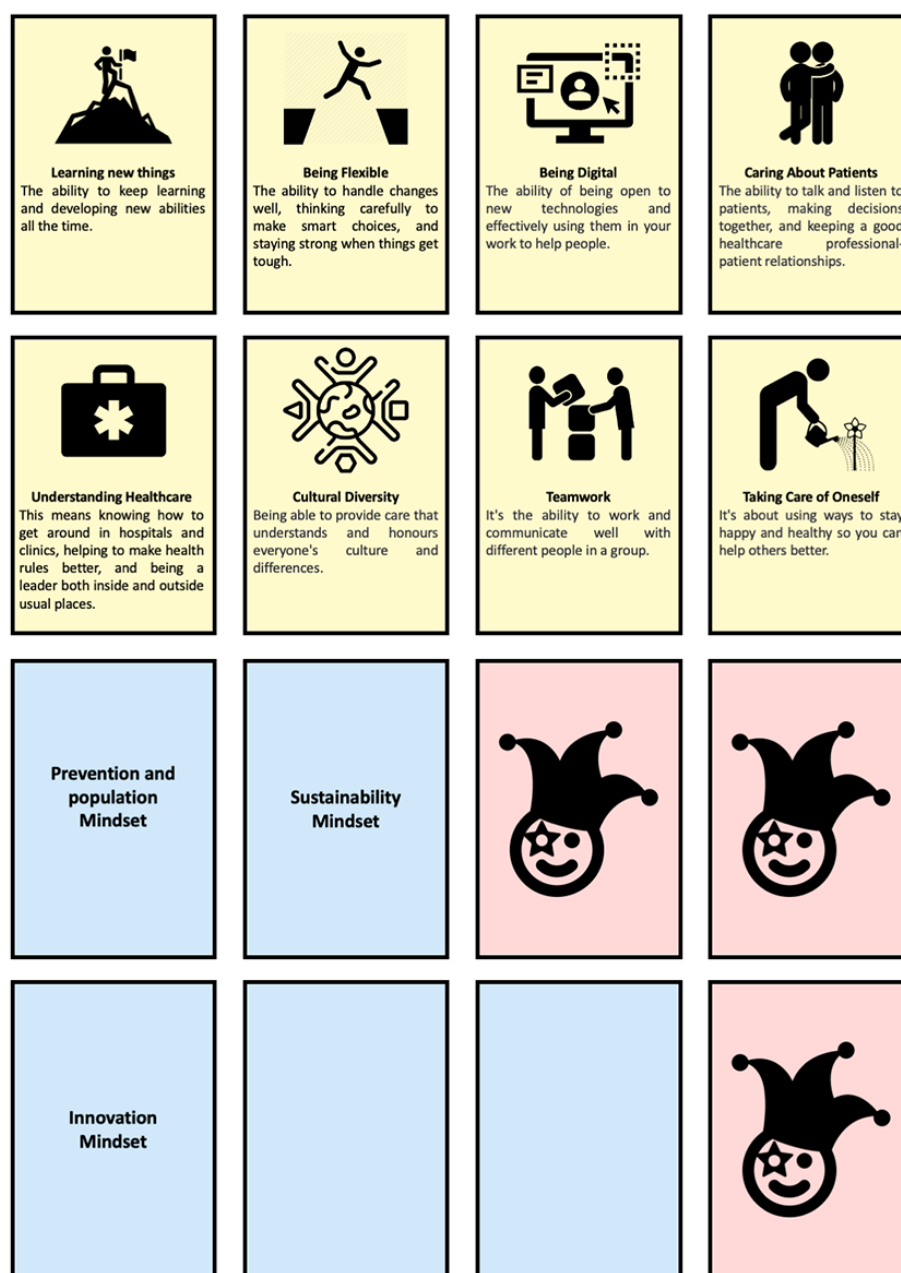 Learning new things
The ability to keep learning
and developing new abilities
all the time.
Being Flexible
The ability to handle changes
well, thinking carefully to
make smart choices, and
staying strong when things get
tough.
Being Digital
The ability of being open to
new technologies and
effectively using them in your
work to help people.
Caring About Patients
The ability to talk and listen to
patients, making decisions
together, and keeping a good
healthcare professional-
patient relationships.
Understanding Healthcare
This means knowing how to
get around in hospitals and
clinics, helping to make health
rules better, and being a
leader both inside and outside
usual places.
Cultural Diversity
Being able to provide care that
understands and honours
everyone's culture and
differences.
Teamwork
It's the ability to work and
communicate well with
different people in a group.
Taking Care of Oneself
It's about using ways to stay
happy and healthy so you can
help others better.
Prevention and
population
Mindset
Sustainability
Mindset
Innovation
Mindset